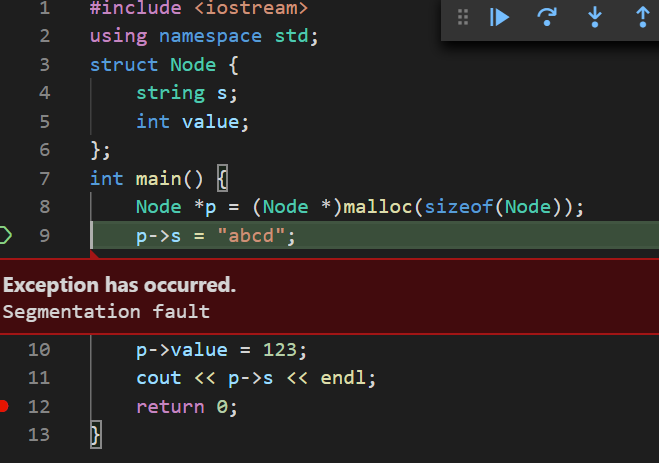 1 #include <iostream>
2 using namespace std;
3 struct Node {
4 string s;
5 int value;
6 };
7 int main() {
8 Node *p = (Node *)malloc(sizeof(Node));
9 p->s = "abcd";
Exception has occurred.
Segmentation fault
10 p->value = 123;
11 cout << p->s << endl;
12 return 0;
13 }